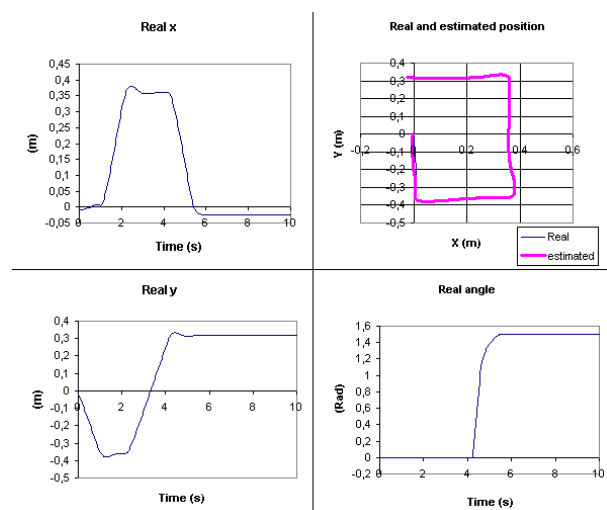 Real x
0,45
0,4
0,35
0,3
0,25
0,2
0,15
0,1
0,05
0
-0,05
0 2 4 6 8 10
(m)
Time (s)
Real and estimated position
0,4
0,3
0,2
0,1
0
-0,1
-0,2
-0,3
-0,4
-0,5
-0,2 0 0,2 0,4 0,6
Y (m)
X (m)
Real
estimated
Real y
0,4
0,3
0,2
0,1
0
-0,1
-0,2
-0,3
-0,4
-0,5
0 2 4 6 8 10
(m)
Time (s)
Real angle
1,6
1,4
1,2
1
0,8
0,6
0,4
0,2
0
-0,2
0 2 4 6 8 10
(Rad)
Time (s)